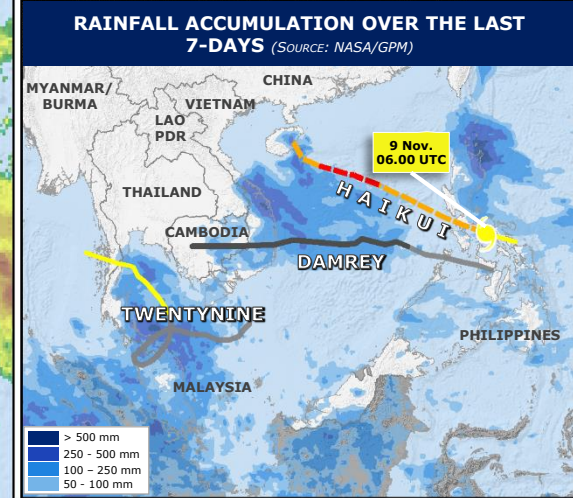 RAINFALL ACCUMULATION OVER THE LAST
7-DAYS (SOURCE: NASA/GPM)
CHINA
MYANMAR/
BURMA
VIETNAM
LAO
PDR
9 Nov.
06.00 UTC
THAILAND
HAIKUI
CAMBODIA
DAMREY
TWENTYNINE
PHILIPPINES
MALAYSIA
> 500 mm
250 - 500 mm
100 – 250 mm
50 - 100 mm